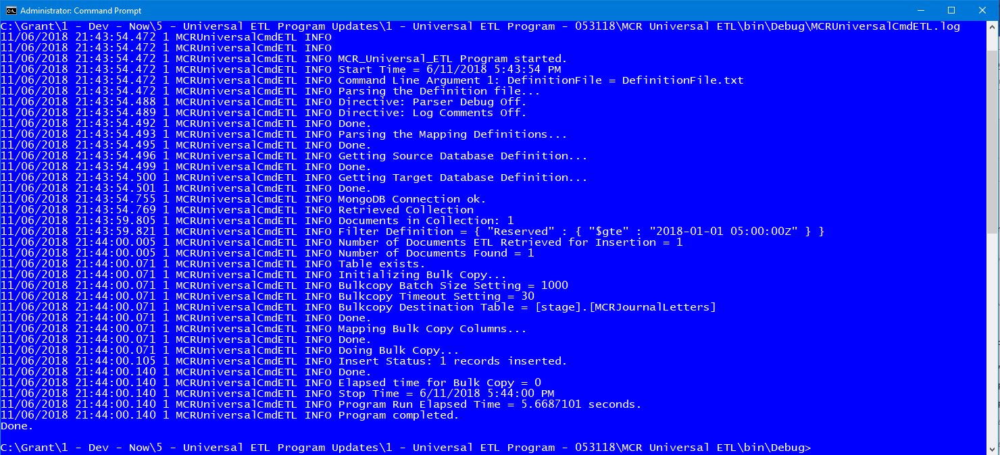 Administrator: Command Prompt
C:\Grant\1 - Dev - Now\5 - Universal ETL Program Updates\1 - Universal ETL Program - 053118\MCR Universal ETL\bin\Debug\MCRUniversalCmdETL.log
11/06/2018 21:43:54.472 1 MCRUniversalCmdETL INFO
11/06/2018 21:43:54.472 1 MCRUniversalCmdETL INFO
11/06/2018 21:43:54.472 1 MCRUniversalCmdETL INFO MCR_Universal_ETL Program started.
11/06/2018 21:43:54.472 1 MCRUniversalCmdETL INFO Start Time = 6/11/2018 5:43:54 PM
11/06/2018 21:43:54.472 1 MCRUniversalCmdETL INFO Command Line Argument 1: DefinitionFile = DefinitionFile.txt
11/06/2018 21:43:54.472 1 MCRUniversalCmdETL INFO Parsing the Definition file...
11/06/2018 21:43:54.488 1 MCRUniversalCmdETL INFO Directive: Parser Debug Off.
11/06/2018 21:43:54.489 1 MCRUniversalCmdETL INFO Directive: Log Comments Off.
11/06/2018 21:43:54.492 1 MCRUniversalCmdETL INFO Done.
11/06/2018 21:43:54.493 1 MCRUniversalCmdETL INFO Parsing the Mapping Definitions...
11/06/2018 21:43:54.495 1 MCRUniversalCmdETL INFO Done.
11/06/2018 21:43:54.496 1 MCRUniversalCmdETL INFO Getting Source Database Definition...
11/06/2018 21:43:54.499 1 MCRUniversalCmdETL INFO Done.
11/06/2018 21:43:54.500 1 MCRUniversalCmdETL INFO Getting Target Database Definition...
11/06/2018 21:43:54.501 1 MCRUniversalCmdETL INFO Done.
11/06/2018 21:43:54.755 1 MCRUniversalCmdETL INFO MongoDB Connection ok.
11/06/2018 21:43:54.769 1 MCRUniversalCmdETL INFO Retrieved Collection
11/06/2018 21:43:59.805 1 MCRUniversalCmdETL INFO Documents in Collection: 1
11/06/2018 21:43:59.821 1 MCRUniversalCmdETL INFO Filter Definition = { "Reserved" : { "$gte" : "2018-01-01 05:00:00Z" } }
11/06/2018 21:44:00.005 1 MCRUniversalCmdETL INFO Number of Documents ETL Retrieved for Insertion = 1
11/06/2018 21:44:00.005 1 MCRUniversalCmdETL INFO Number of Documents Found = 1
11/06/2018 21:44:00.071 1 MCRUniversalCmdETL INFO Table exists.
11/06/2018 21:44:00.071 1 MCRUniversalCmdETL INFO Initializing Bulk Copy...
11/06/2018 21:44:00.071 1 MCRUniversalCmdETL INFO Bulkcopy Batch Size Setting = 1000
11/06/2018 21:44:00.071 1 MCRUniversalCmdETL INFO Bulkcopy Timeout Setting = 30
11/06/2018 21:44:00.071 1 MCRUniversalCmdETL INFO Bulkcopy Destination Table = [stage].[MCRJournalLetters]
11/06/2018 21:44:00.071 1 MCRUniversalCmdETL INFO Done.
11/06/2018 21:44:00.071 1 MCRUniversalCmdETL INFO Mapping Bulk Copy Columns...
11/06/2018 21:44:00.071 1 MCRUniversalCmdETL INFO Done.
11/06/2018 21:44:00.071 1 MCRUniversalCmdETL INFO Doing Bulk Copy...
11/06/2018 21:44:00.105 1 MCRUniversalCmdETL INFO Insert Status: 1 records inserted.
11/06/2018 21:44:00.140 1 MCRUniversalCmdETL INFO Done.
11/06/2018 21:44:00.140 1 MCRUniversalCmdETL INFO Elapsed time for Bulk Copy = 0
11/06/2018 21:44:00.140 1 MCRUniversalCmdETL INFO Stop Time = 6/11/2018 5:44:00 PM
11/06/2018 21:44:00.140 1 MCRUniversalCmdETL INFO Program Run Elapsed Time = 5.6687101 seconds.
11/06/2018 21:44:00.140 1 MCRUniversalCmdETL INFO Program completed.
Done.
C:\Grant\1 - Dev - Now\5 - Universal ETL Program Updates\1 - Universal ETL Program - 053118\MCR Universal ETL\bin\Debug>